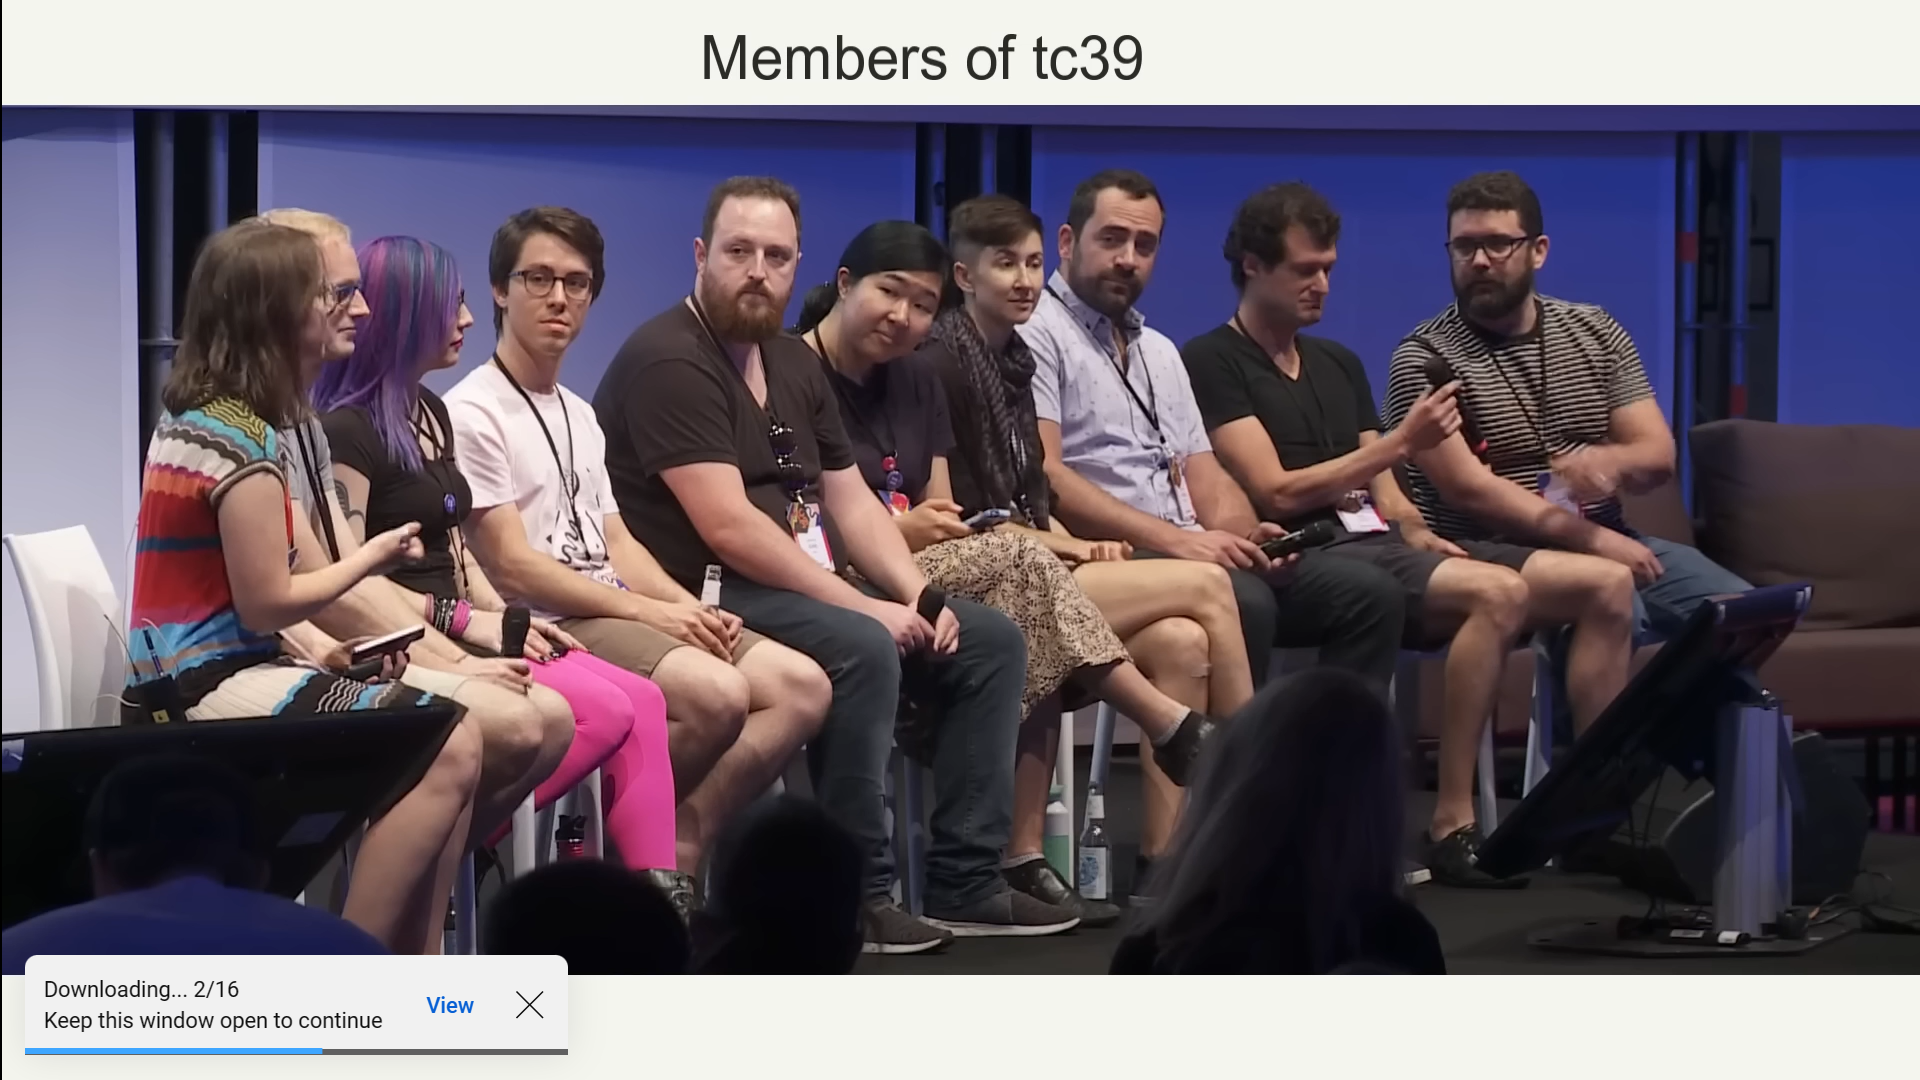 Members of tc39
Downloading... 2/16
Keep this window open to continue
View